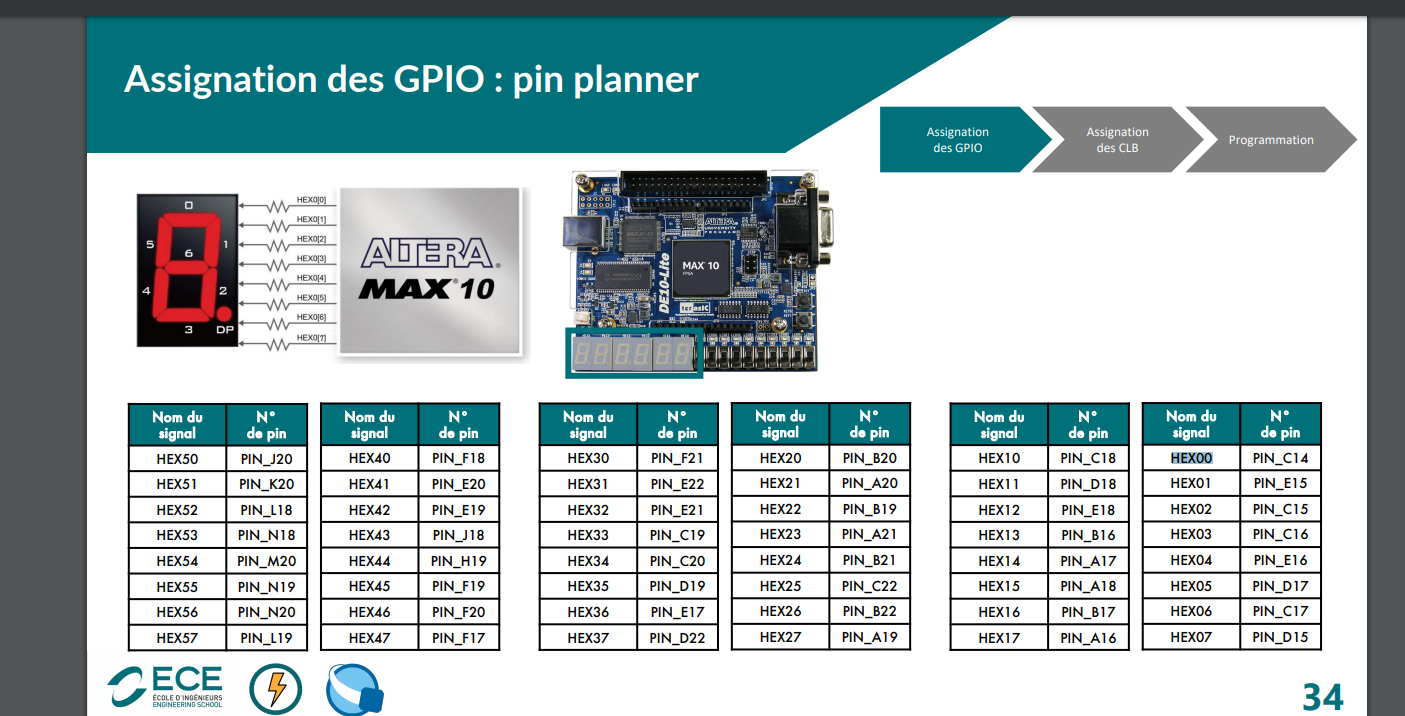 Assignation des GPIO : pin planner
Assignation
des GPIO
Assignation
des CLB
Programmation
0
5
1
6
4
2
3
DP
HEX0[0]
HEX0[1]
HEX0[2]
HEX0[3]
HEX0[4]
HEX0[5]
HEX0[6]
HEX0[7]
ALTERA
MAX 10
ALTERA
UNIVERSITY
PROGRAM
MAX 10
FPGA
DE10-Lite
terasIC
Nom du signal N° de pin
HEX50 PIN_J20
HEX51 PIN_K20
HEX52 PIN_L18
HEX53 PIN_N18
HEX54 PIN_M20
HEX55 PIN_N19
HEX56 PIN_N20
HEX57 PIN_L19
Nom du signal N° de pin
HEX40 PIN_F18
HEX41 PIN_E20
HEX42 PIN_E19
HEX43 PIN_J18
HEX44 PIN_H19
HEX45 PIN_F19
HEX46 PIN_F20
HEX47 PIN_F17
Nom du signal N° de pin
HEX30 PIN_F21
HEX31 PIN_E22
HEX32 PIN_E21
HEX33 PIN_C19
HEX34 PIN_C20
HEX35 PIN_D19
HEX36 PIN_E17
HEX37 PIN_D22
Nom du signal N° de pin
HEX20 PIN_B20
HEX21 PIN_A20
HEX22 PIN_B19
HEX23 PIN_A21
HEX24 PIN_B21
HEX25 PIN_C22
HEX26 PIN_B22
HEX27 PIN_A19
Nom du signal N° de pin
HEX10 PIN_C18
HEX11 PIN_D18
HEX12 PIN_E18
HEX13 PIN_B16
HEX14 PIN_A17
HEX15 PIN_A18
HEX16 PIN_B17
HEX17 PIN_A16
Nom du signal N° de pin
HEX00 PIN_C14
HEX01 PIN_E15
HEX02 PIN_C15
HEX03 PIN_C16
HEX04 PIN_E16
HEX05 PIN_D17
HEX06 PIN_C17
HEX07 PIN_D15
ECE
ÉCOLE D'INGÉNIEURS
ENGINEERING SCHOOL
34